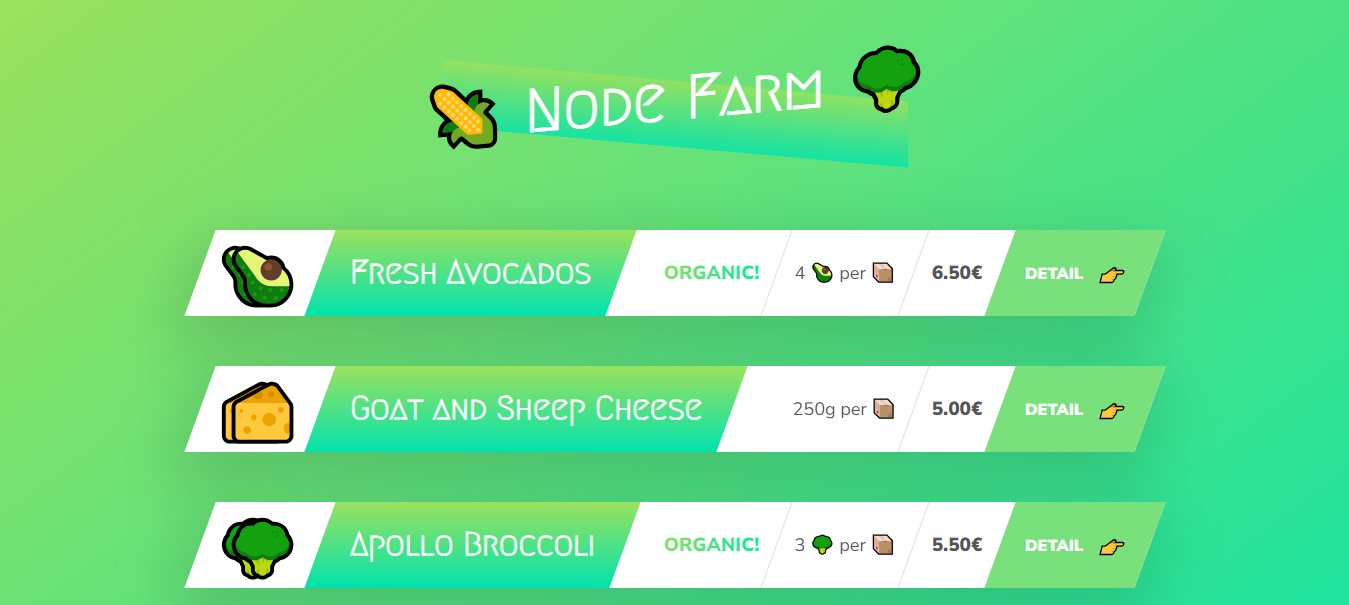 🌽 Node Farm 🥦
Fresh Avocados ORGANIC! 4 🥑 per 📦 6.50€ DETAIL 👉
Goat and Sheep Cheese 250g per 📦 5.00€ DETAIL 👉
Apollo Broccoli ORGANIC! 3 🥦 per 📦 5.50€ DETAIL 👉